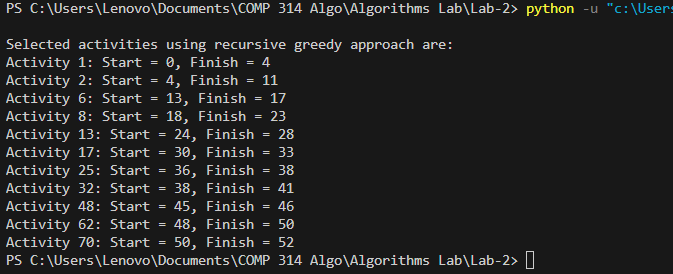 PS C:\Users\Lenovo\Documents\COMP 314 Algo\Algorithms Lab\Lab-2> python -u "c:\Users
Selected activities using recursive greedy approach are:
Activity 1: Start = 0, Finish = 4
Activity 2: Start = 4, Finish = 11
Activity 6: Start = 13, Finish = 17
Activity 8: Start = 18, Finish = 23
Activity 13: Start = 24, Finish = 28
Activity 17: Start = 30, Finish = 33
Activity 25: Start = 36, Finish = 38
Activity 32: Start = 38, Finish = 41
Activity 48: Start = 45, Finish = 46
Activity 62: Start = 48, Finish = 50
Activity 70: Start = 50, Finish = 52
PS C:\Users\Lenovo\Documents\COMP 314 Algo\Algorithms Lab\Lab-2>